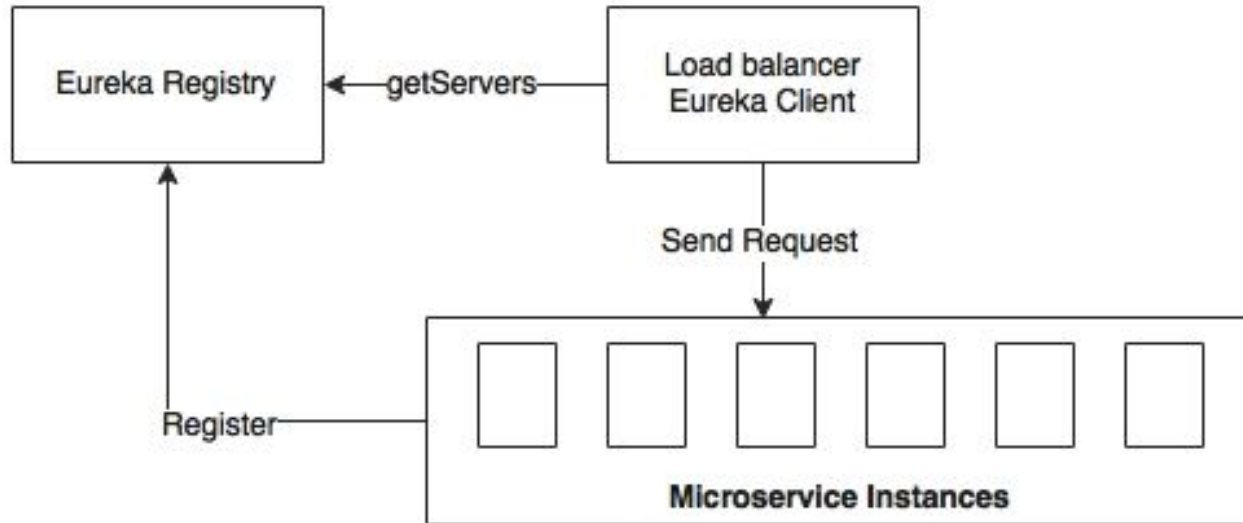 Eureka Registry
getServers
Load balancer
Eureka Client
Send Request
Register
Microservice Instances